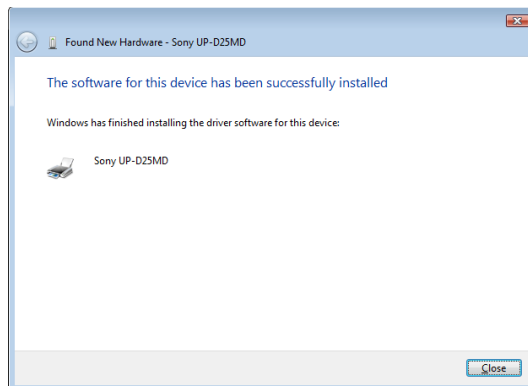 Found New Hardware - Sony UP-D25MD
The software for this device has been successfully installed
Windows has finished installing the driver software for this device:
Sony UP-D25MD
Close